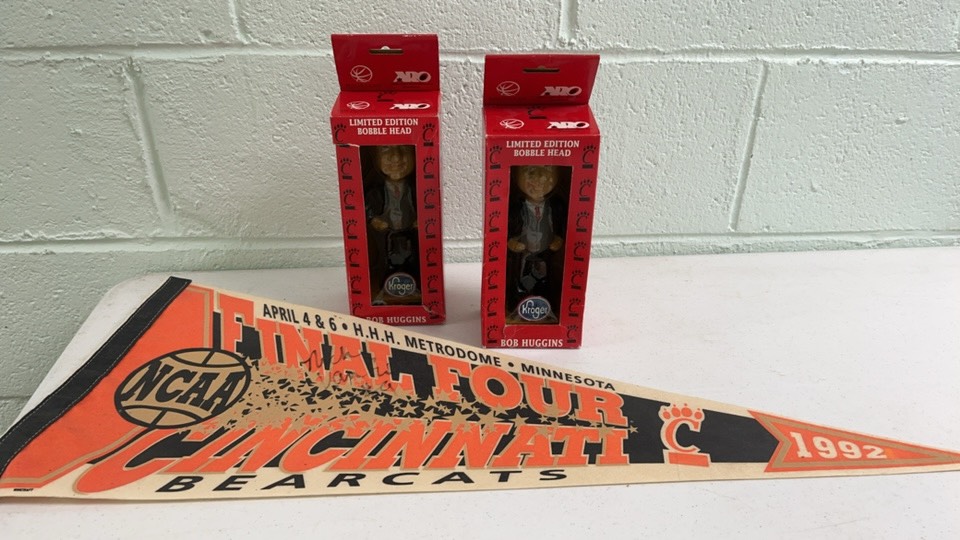 LIMITED EDITION
BOBBLE HEAD
Kroger
BOB HUGGINS
LIMITED EDITION
BOBBLE HEAD
Kroger
BOB HUGGINS
APRIL 4 & 6 • H.H.H. METRODOME • MINNESOTA
FINAL FOUR
NCAA
CINCINNATI
BEARCATS
C
1992